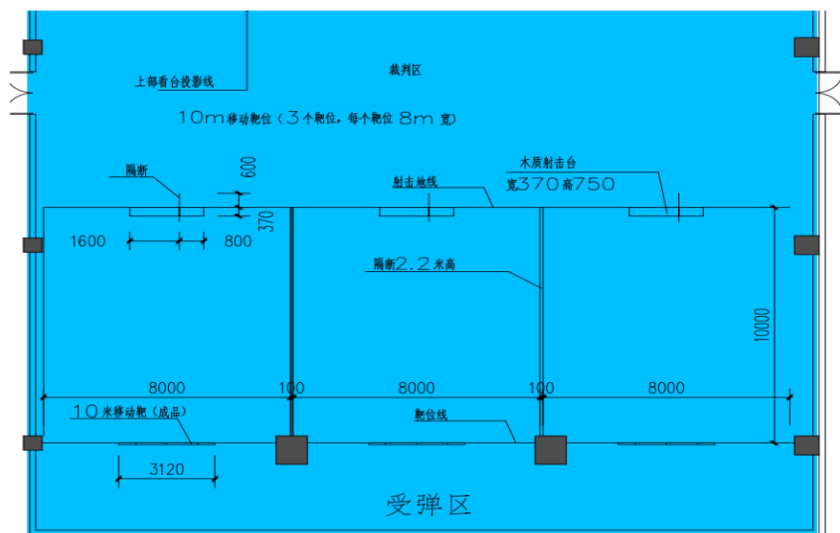 裁判区
上部看台投影线
10m移动靶位（3个靶位，每个靶位8m宽）
隔断
600
射击地线
木质射击台
宽370高750
370
1600
800
隔断2.2米高
10000
8000
100
8000
100
8000
10米移动靶（成品）
靶位线
3120
受弹区